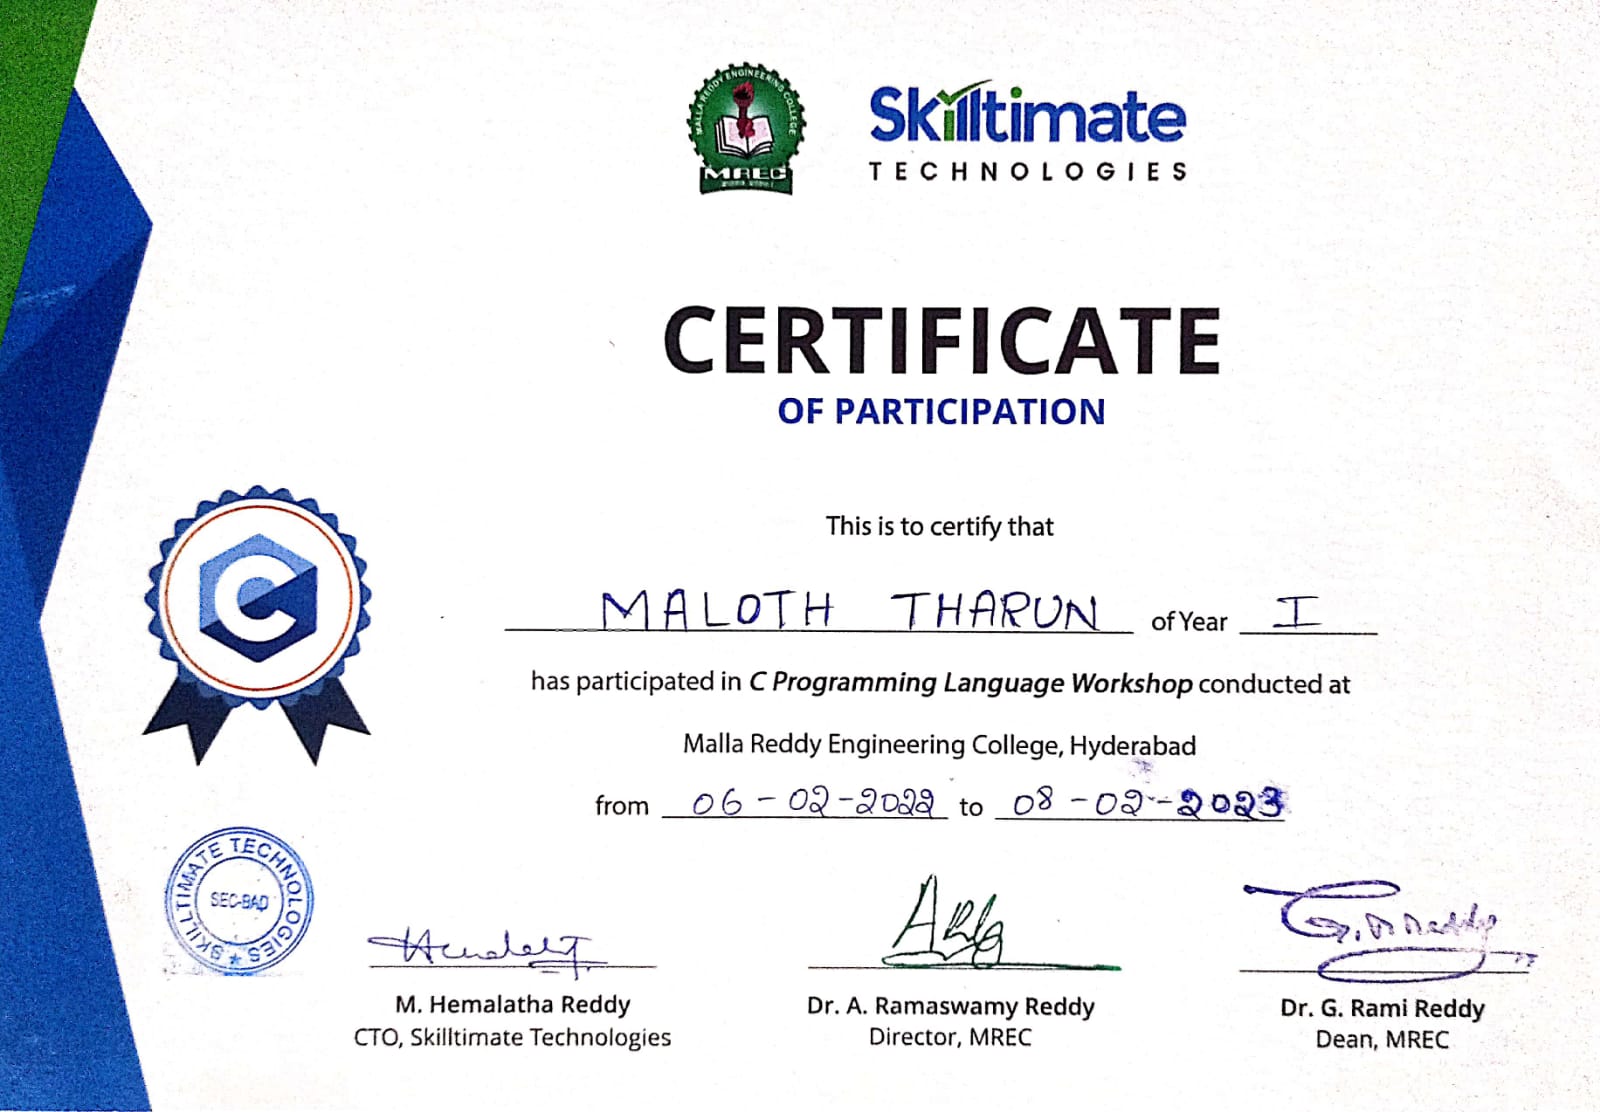 MALLA REDDY ENGINEERING COLLEGE
MREC
Skilltimate
TECHNOLOGIES
CERTIFICATE
OF PARTICIPATION
This is to certify that
MALOTH THARUN of Year I
has participated in C Programming Language Workshop conducted at
Malla Reddy Engineering College, Hyderabad
from 06-02-2022 to 08-02-2023
C
SKILLTIMATE TECHNOLOGIES
SEC-BAD
G. R Reddy
M. Hemalatha Reddy
CTO, Skilltimate Technologies
Dr. A. Ramaswamy Reddy
Director, MREC
Dr. G. Rami Reddy
Dean, MREC